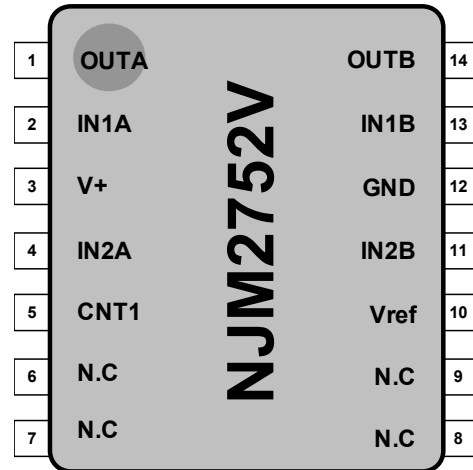 1 OUTA OUTB 14
2 IN1A IN1B 13
3 V+ GND 12
4 IN2A IN2B 11
5 CNT1 Vref 10
6 N.C N.C 9
7 N.C N.C 8
NJM2752V